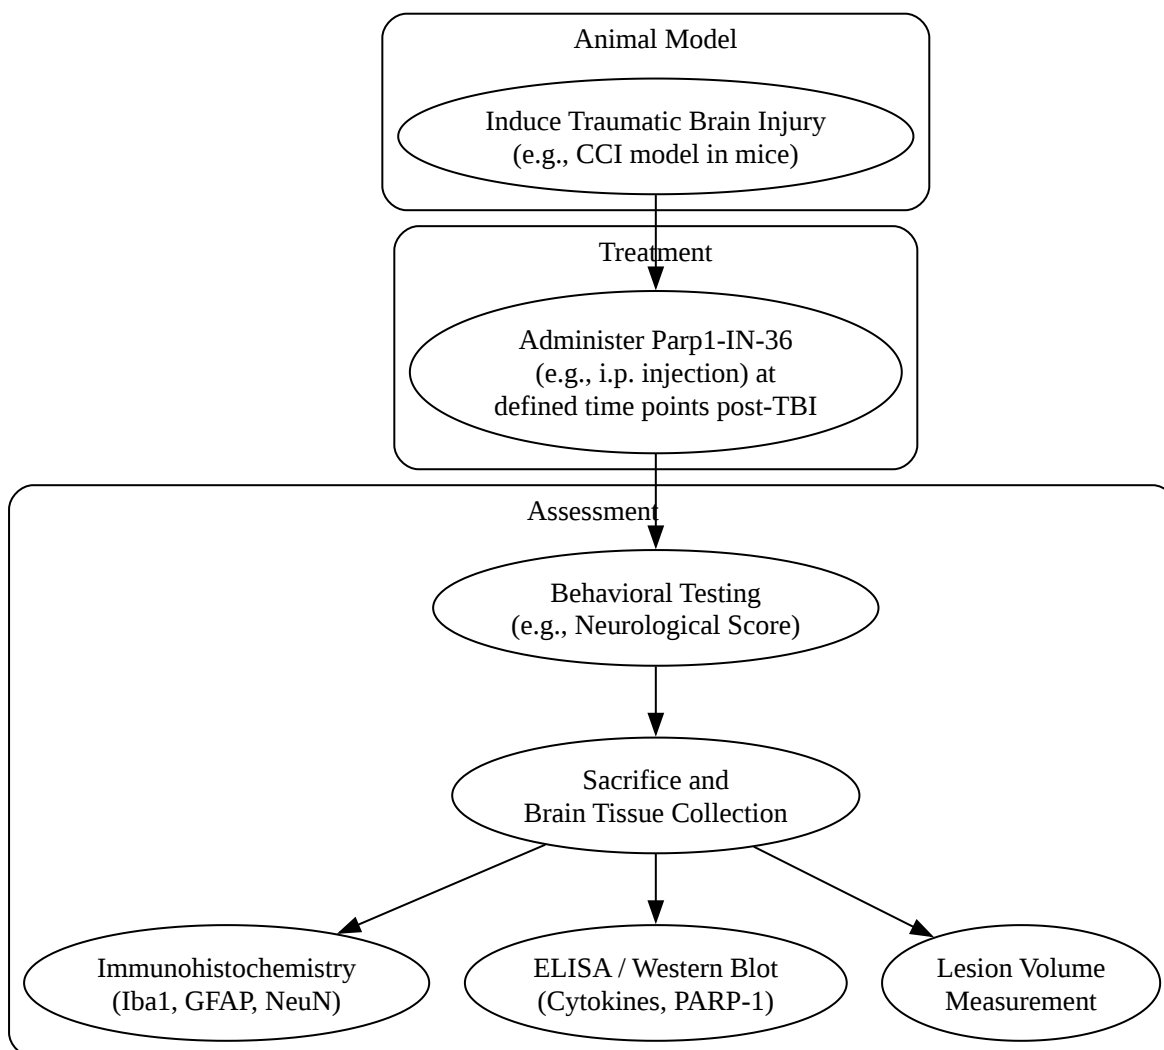 Animal Model
Induce Traumatic Brain Injury
(e.g., CCI model in mice)
Treatment
Administer Parp1-IN-36
(e.g., i.p. injection) at
defined time points post-TBI
Assessment
Behavioral Testing
(e.g., Neurological Score)
Sacrifice and
Brain Tissue Collection
Immunohistochemistry
(Iba1, GFAP, NeuN)
ELISA / Western Blot
(Cytokines, PARP-1)
Lesion Volume
Measurement